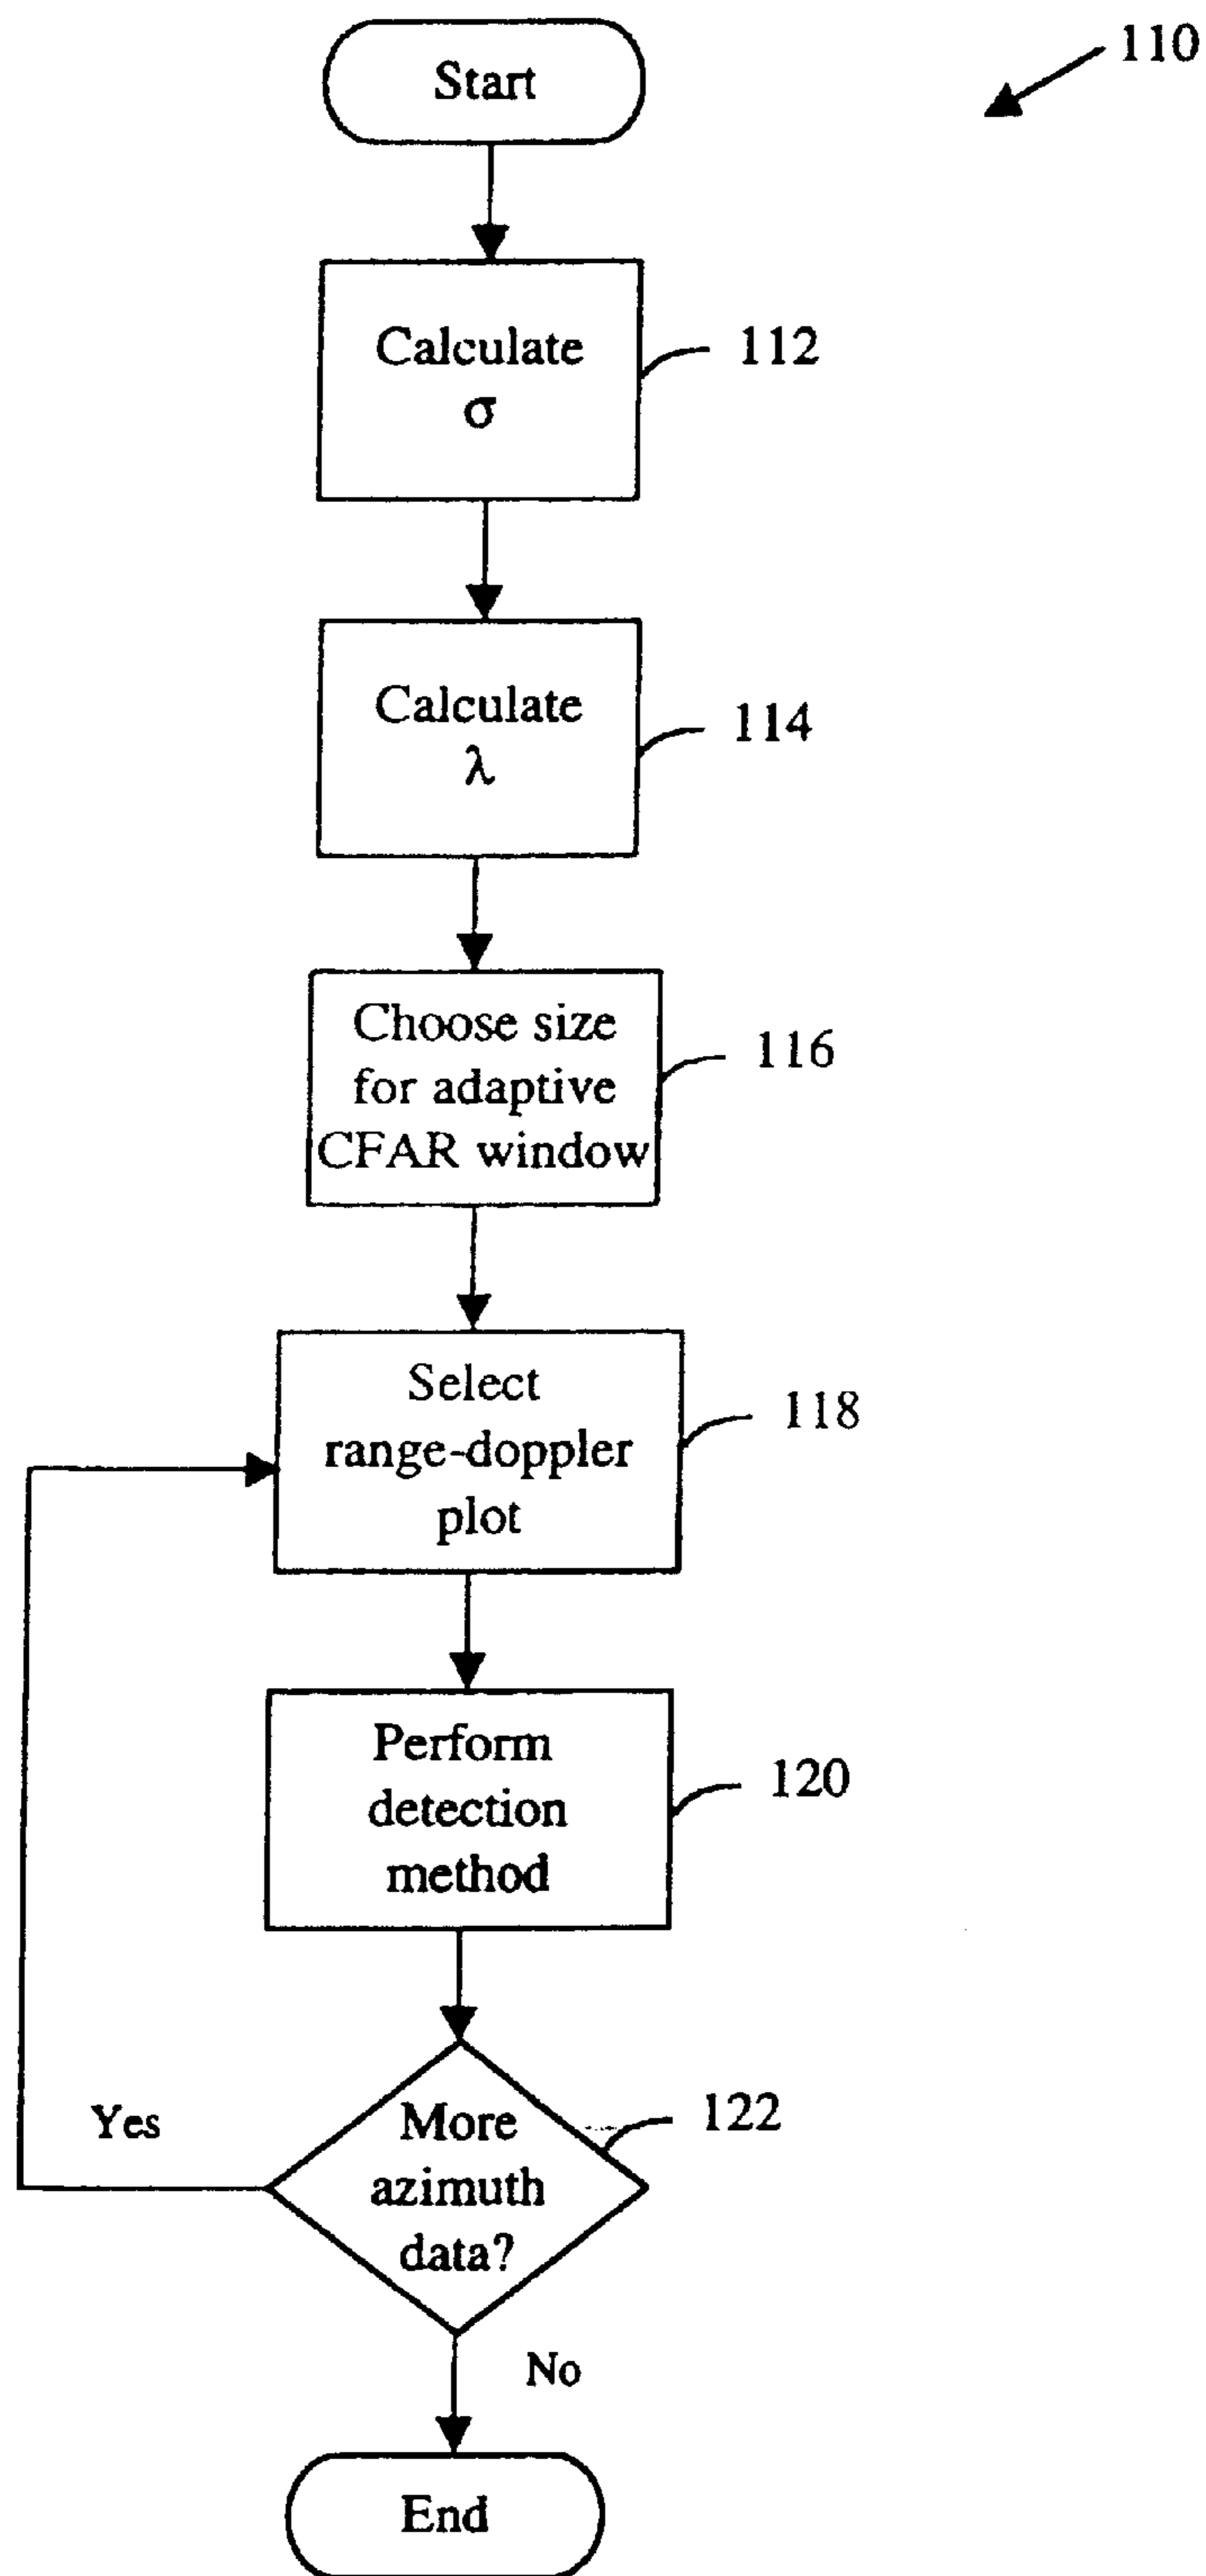 110
Start
Calculate
σ
112
Calculate
λ
114
Choose size
for adaptive
CFAR window
116
Select
range-doppler
plot
118
Perform
detection
method
120
More
azimuth
data?
122
Yes
No
End